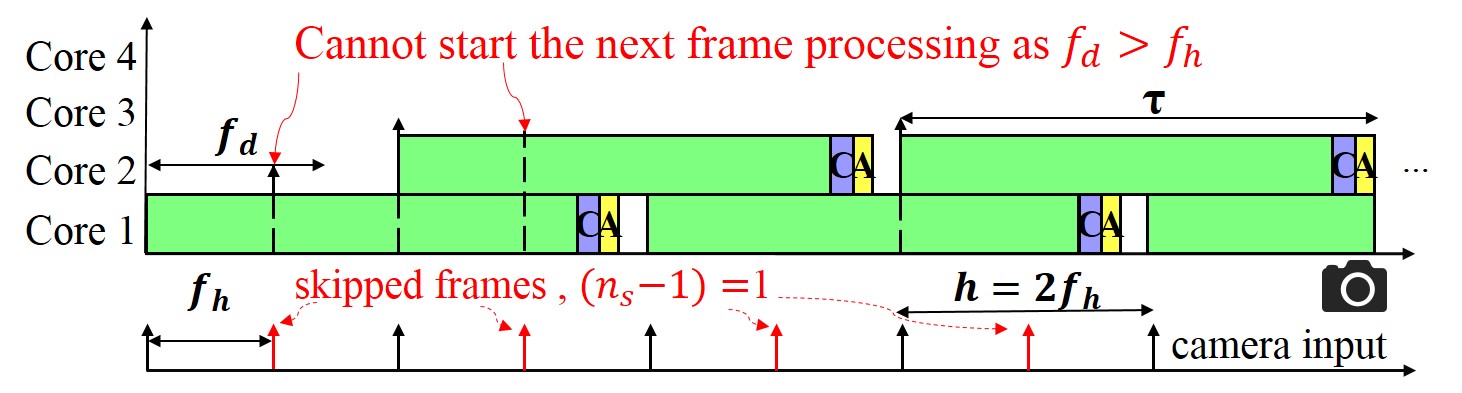 Core 4
Cannot start the next frame processing as f_d > f_h
Core 3
τ
f_d
Core 2
C A
C A
...
Core 1
C A
C A
f_h
skipped frames , (n_s−1) =1
h = 2f_h
camera input